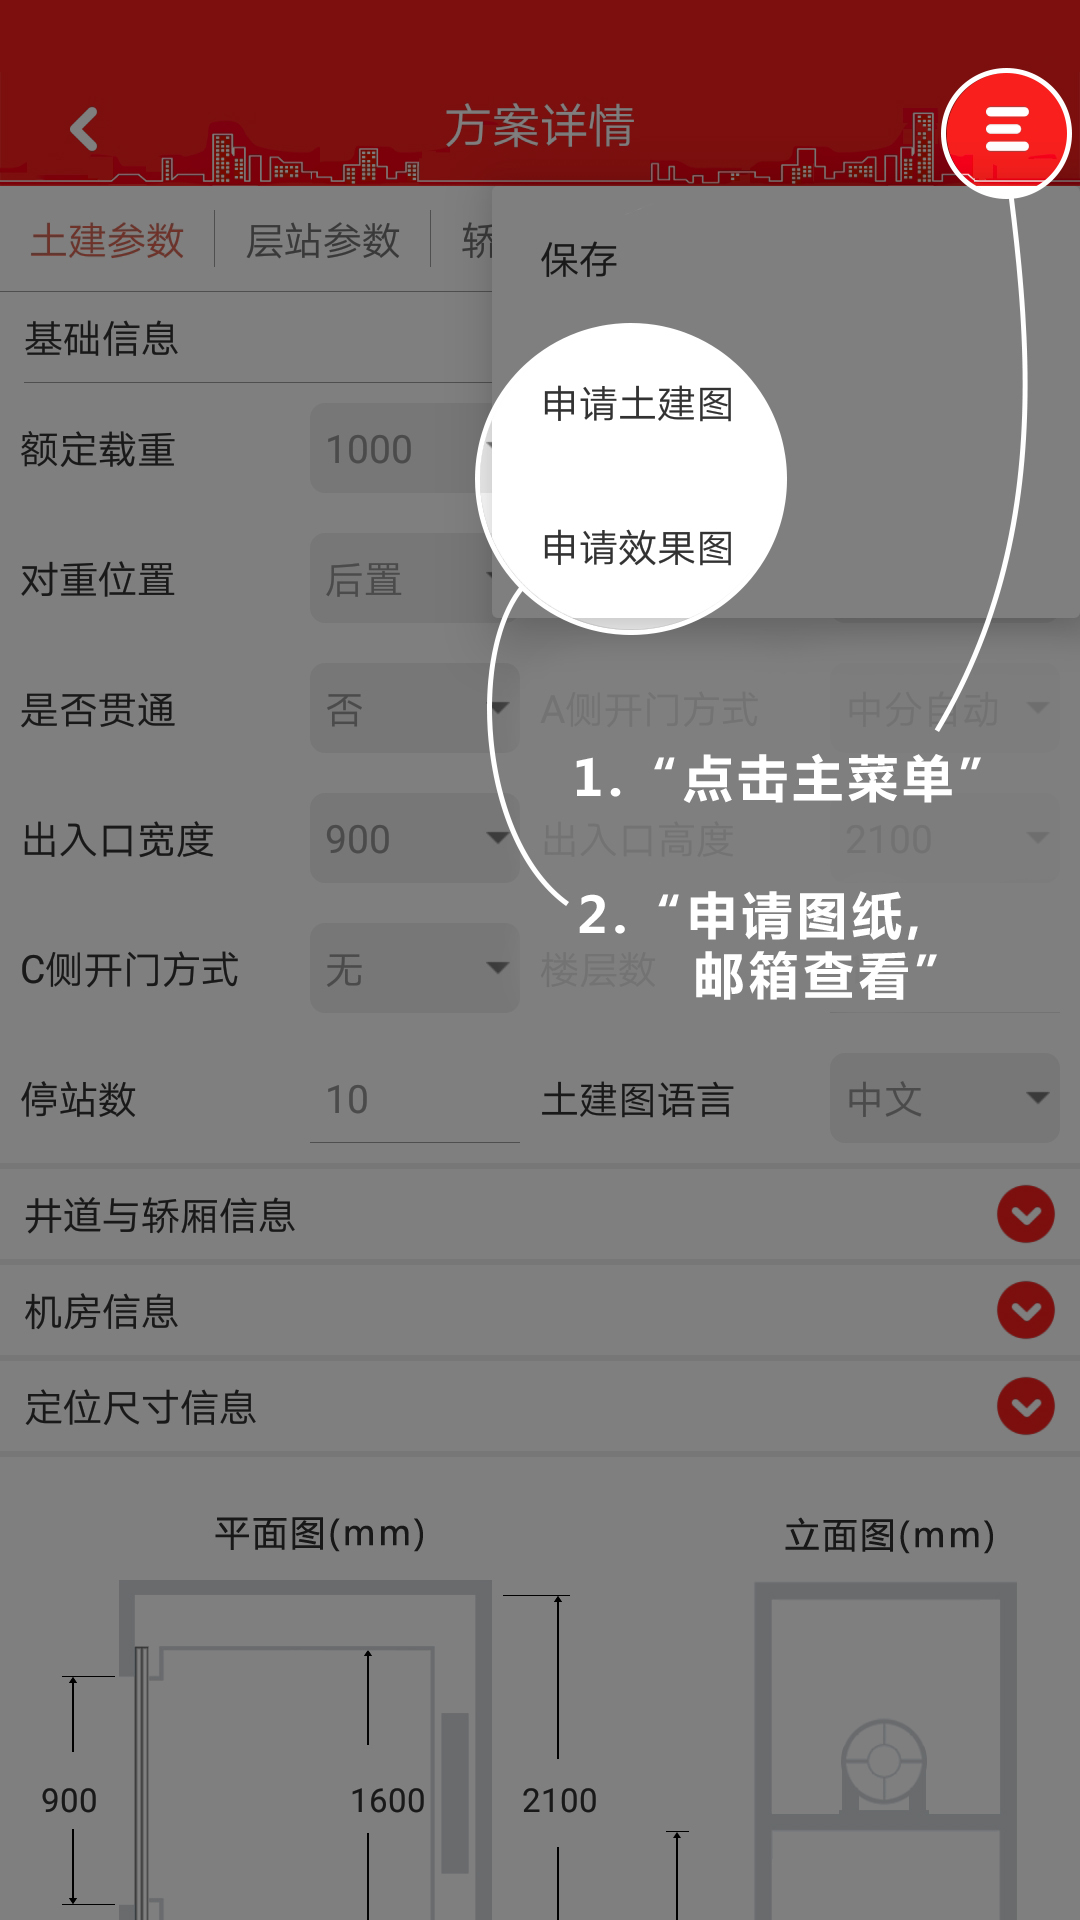 方案详情
土建参数 层站参数 轿
保存
基础信息
申请土建图
额定载重 1000
申请效果图
对重位置 后置
是否贯通 否 A侧开门方式 中分自动
1. “点击主菜单”
出入口宽度 900 出入口高度 2100
2. “申请图纸,
邮箱查看”
C侧开门方式 无 楼层数
停站数 10 土建图语言 中文
井道与轿厢信息
机房信息
定位尺寸信息
平面图(mm) 立面图(mm)
900 1600 2100